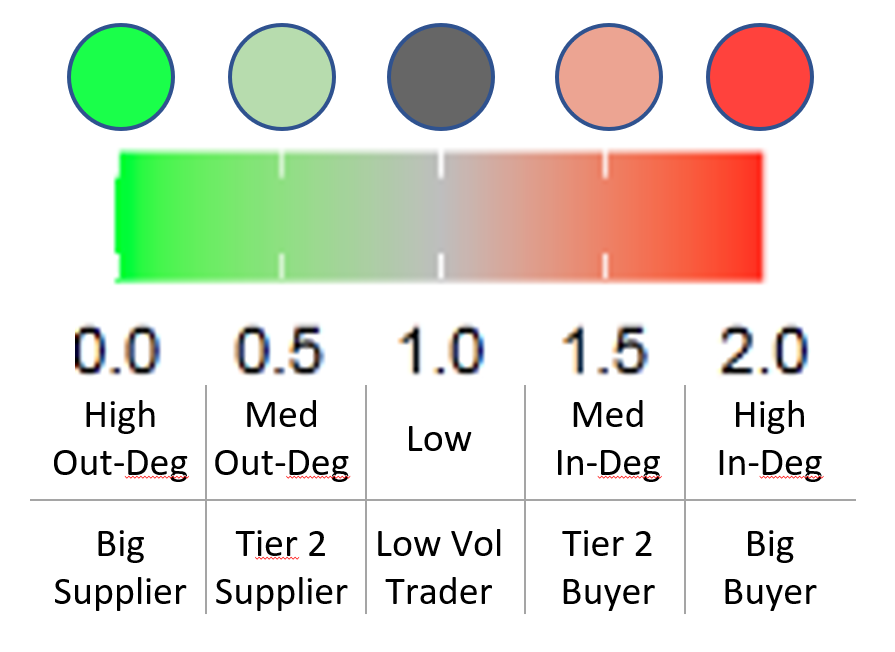 0.0 0.5 1.0 1.5 2.0
High Med Low Med High
Out-Deg Out-Deg In-Deg In-Deg
Big Tier 2 Low Vol Tier 2 Big
Supplier Supplier Trader Buyer Buyer